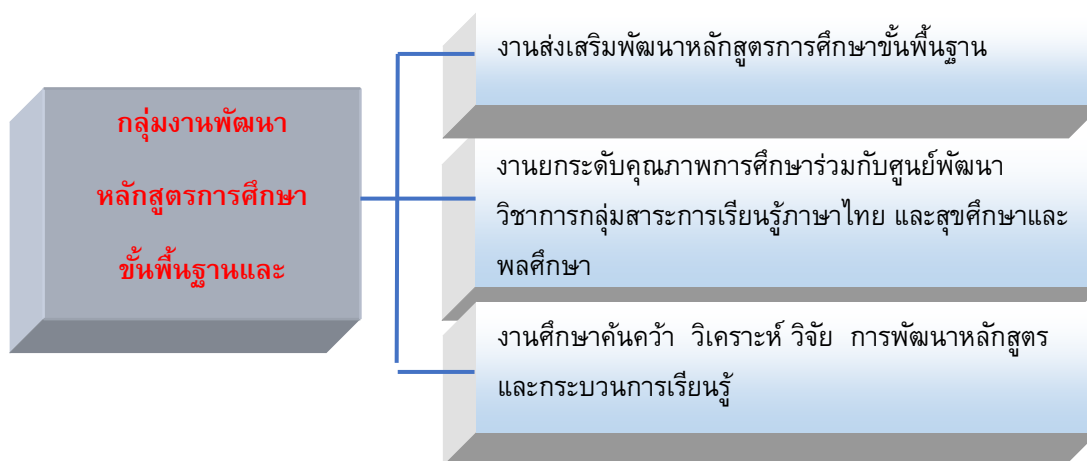 กลุ่มงานพัฒนา
หลักสูตรการศึกษา
ขั้นพื้นฐานและ
งานส่งเสริมพัฒนาหลักสูตรการศึกษาขั้นพื้นฐาน
งานยกระดับคุณภาพการศึกษาร่วมกับศูนย์พัฒนา
วิชาการกลุ่มสาระการเรียนรู้ภาษาไทย และสุขศึกษาและ
พลศึกษา
งานศึกษาค้นคว้า วิเคราะห์ วิจัย การพัฒนาหลักสูตร
และกระบวนการเรียนรู้